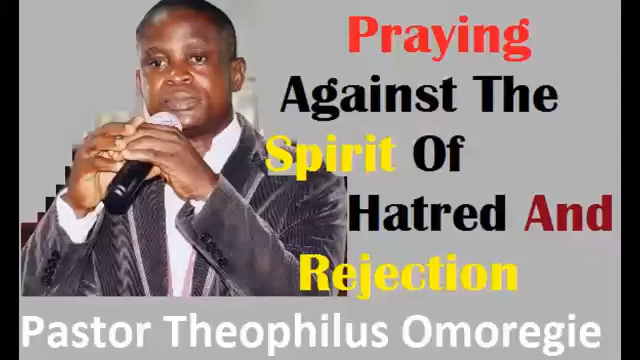 Praying
Against The
Spirit Of
Hatred And
Rejection
Pastor Theophilus Omoregie